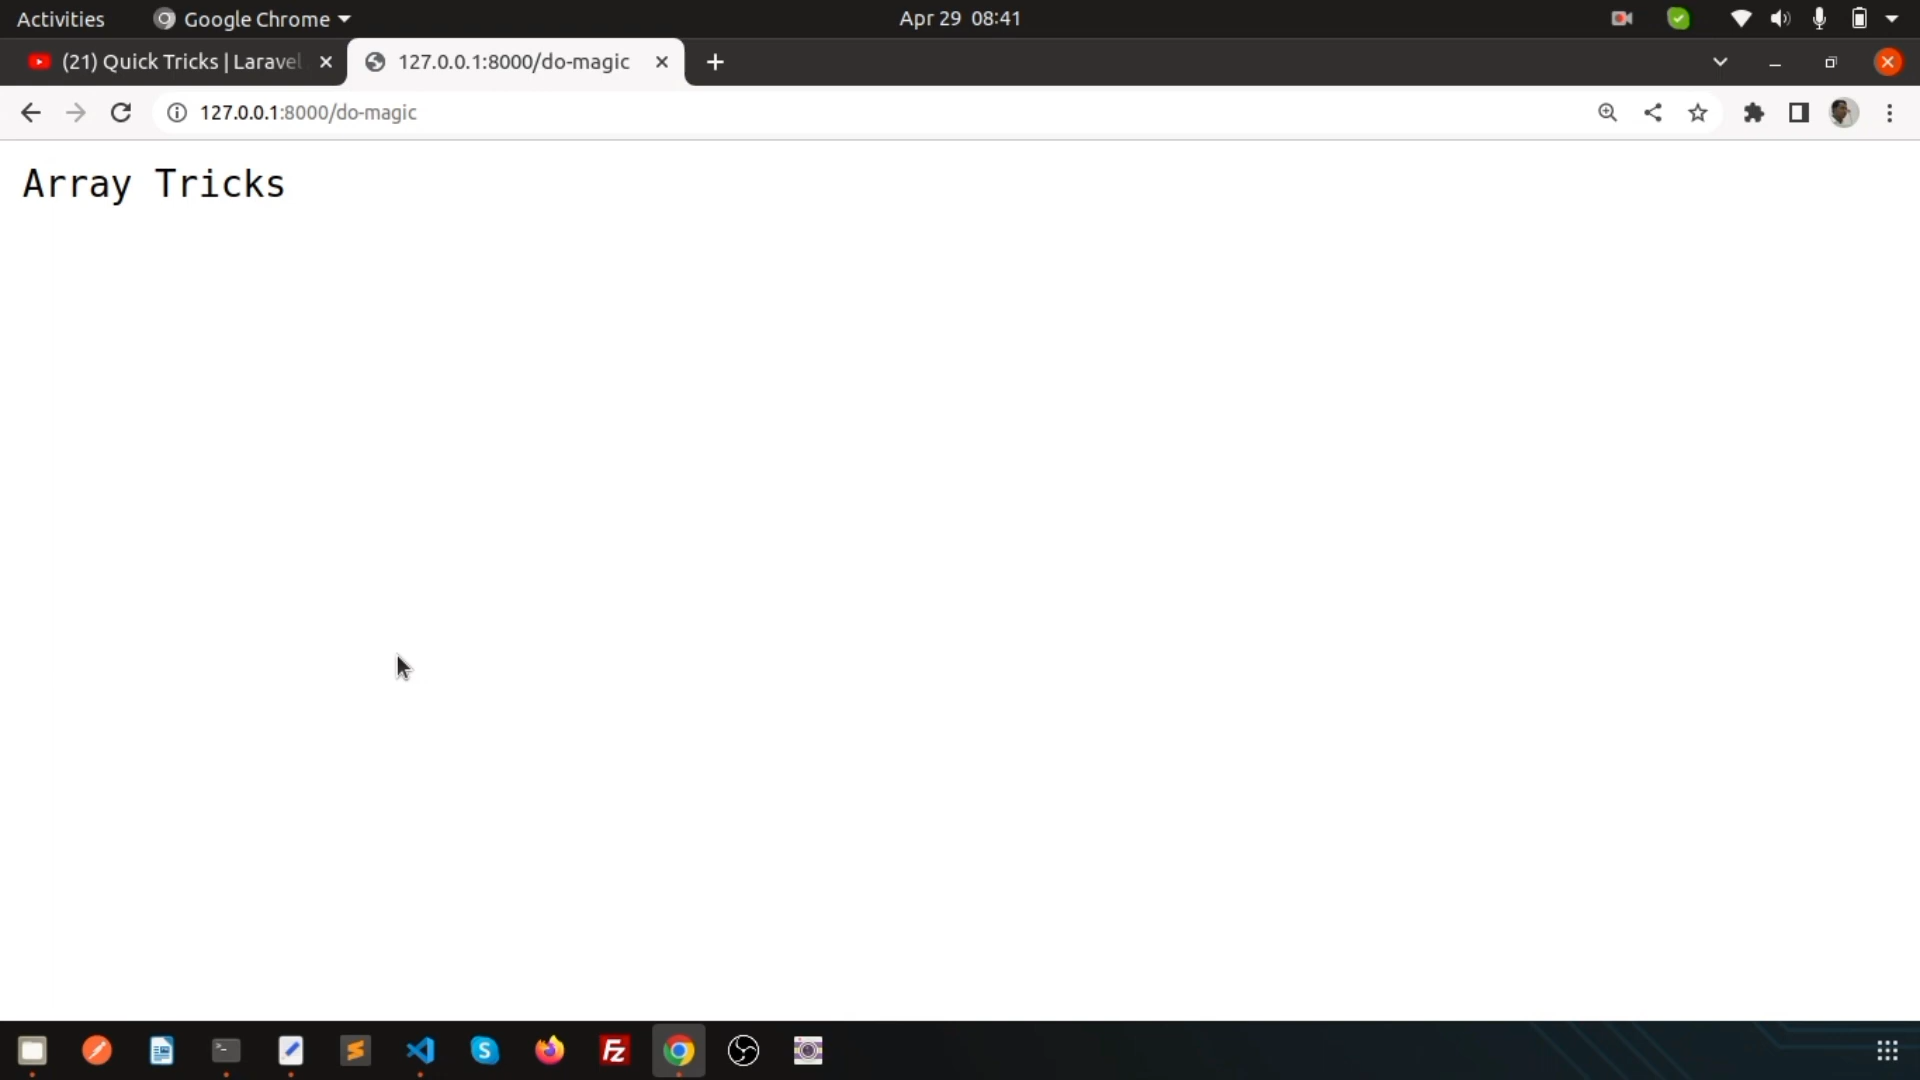 Activities
Google Chrome
Apr 29 08:41
(21) Quick Tricks | Laravel
127.0.0.1:8000/do-magic
127.0.0.1:8000/do-magic
Array Tricks